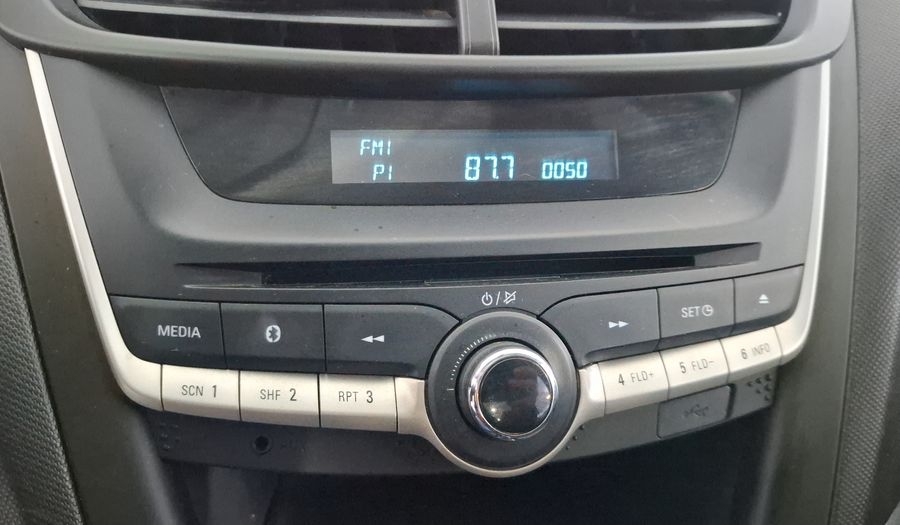 FM1
P1 87.7 0050
MEDIA
SET
SCN 1 SHF 2 RPT 3 4 FLD+ 5 FLD- 6 INFO